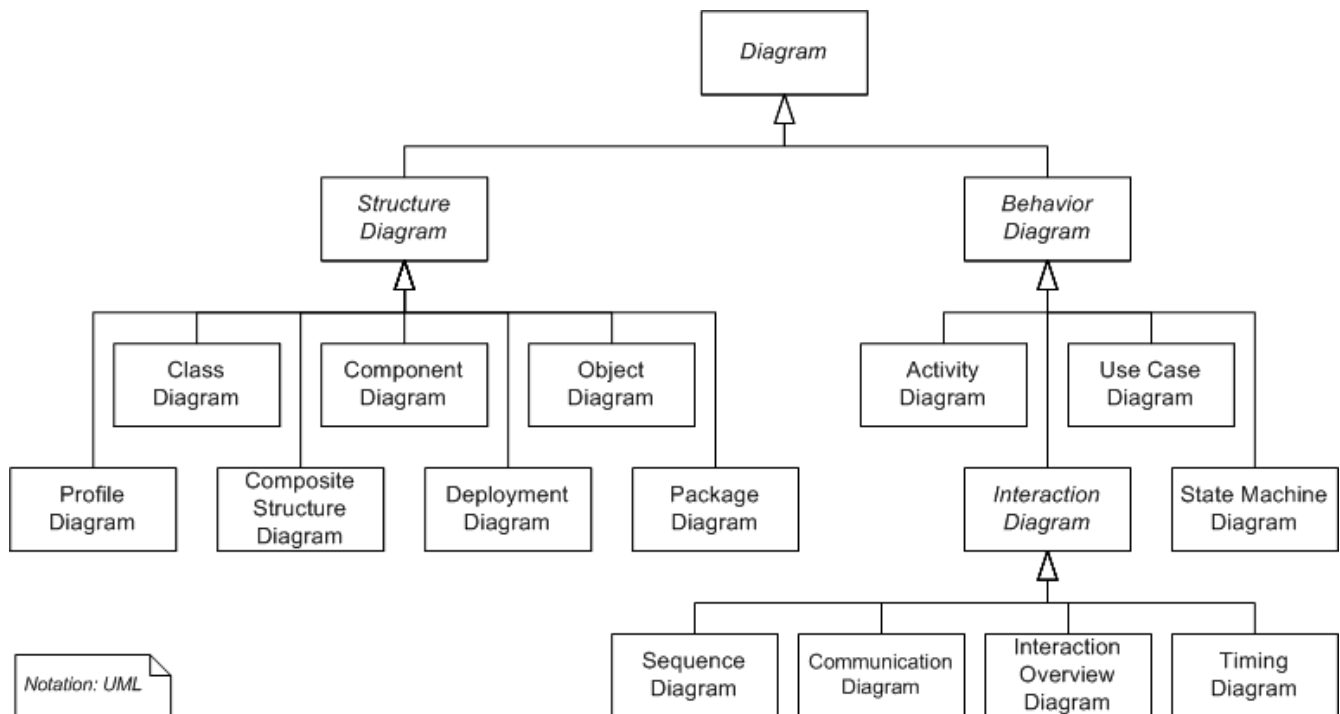 Diagram
Structure
Diagram
Behavior
Diagram
Class
Diagram
Component
Diagram
Object
Diagram
Activity
Diagram
Use Case
Diagram
Profile
Diagram
Composite
Structure
Diagram
Deployment
Diagram
Package
Diagram
Interaction
Diagram
State Machine
Diagram
Sequence
Diagram
Communication
Diagram
Interaction
Overview
Diagram
Timing
Diagram
Notation: UML